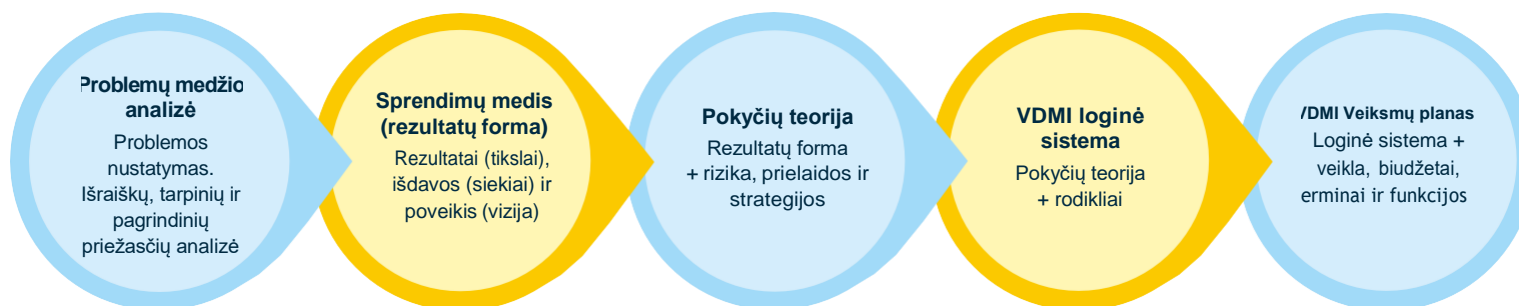 Problemų medžio
analizė
Problemos
nustatymas.
Išraiškų, tarpinių ir
pagrindinių
priežasčių analizė
Sprendimų medis
(rezultatų forma)
Rezultatai (tikslai),
išdavos (siekiai) ir
poveikis (vizija)
Pokyčių teorija
Rezultatų forma
+ rizika, prielaidos ir
strategijos
VDMI loginė
sistema
Pokyčių teorija
+ rodikliai
VDMI Veiksmų planas
Loginė sistema +
veikla, biudžetai,
erminai ir funkcijos